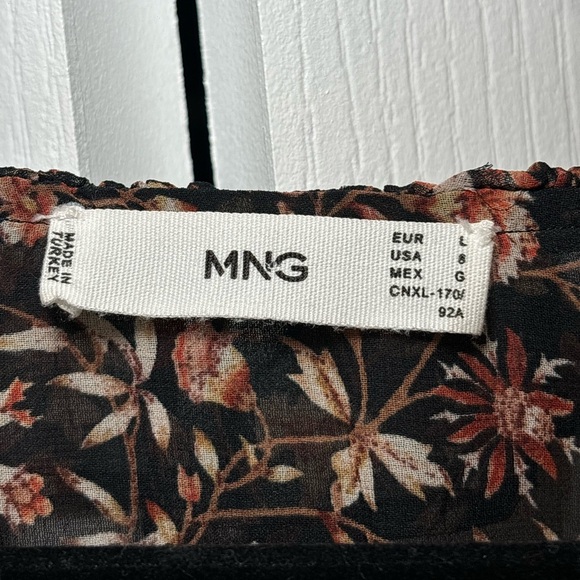 MADE IN
TURKEY
MNG
EUR L
USA 8
MEX G
CNXL-170/
92A